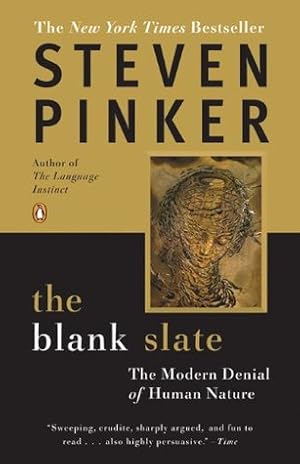 The New York Times Bestseller
STEVEN
PINKER
Author of
The Language
Instinct
the
blank slate
The Modern Denial
of Human Nature
"Sweeping, erudite, sharply argued, and fun to
read . . . also highly persuasive." –Time